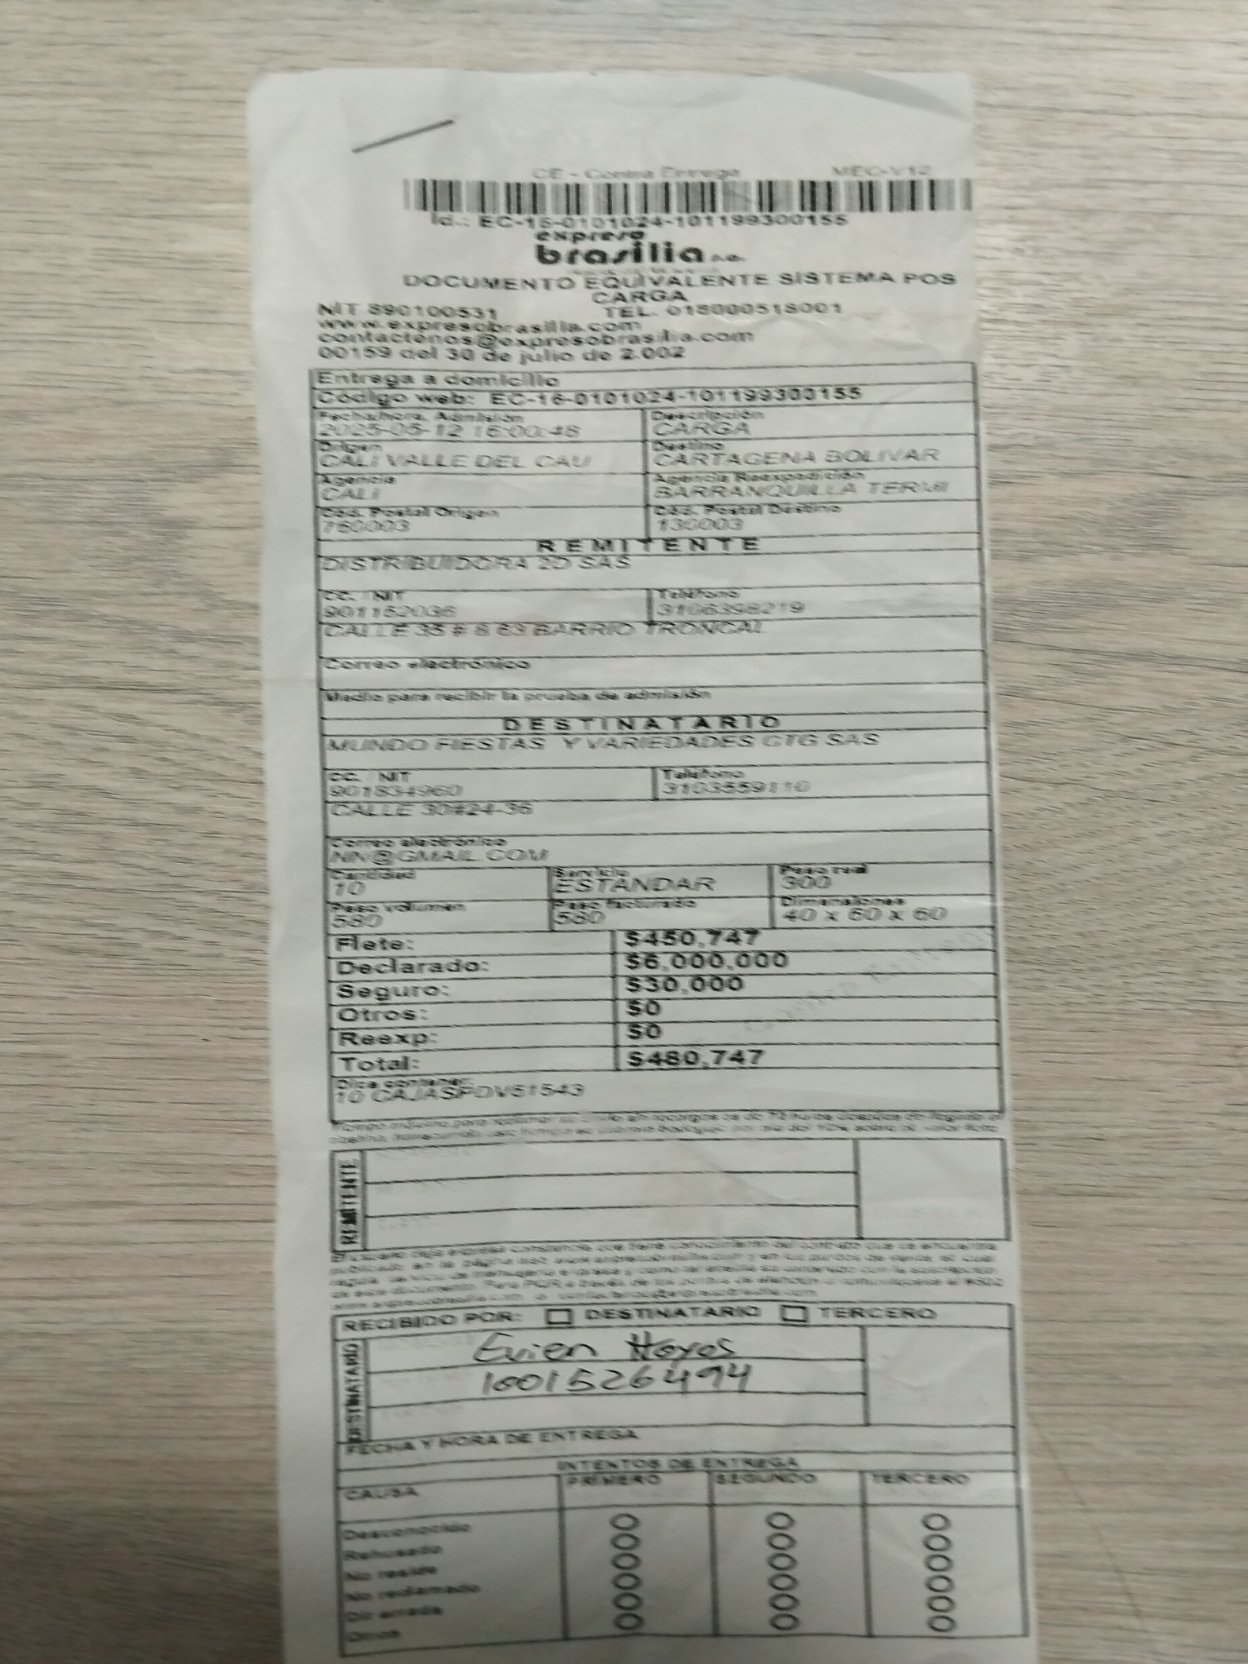 CE - Contra Entrega MEC-V12
Id.: EC-16-0101024-101199300155
expreso
brasilia s.a.
DOCUMENTO EQUIVALENTE SISTEMA POS
CARGA
NIT 890100531 TEL. 018000518001
www.expresobrasilia.com
contactenos@expresobrasilia.com
00159 del 30 de julio de 2.002
Entrega a domicilio
Código web: EC-16-0101024-101199300155
Fecha/hora Admisión Descripción
2025-05-12 16:00:48 CARGA
Origen Destino
CALI VALLE DEL CAU CARTAGENA BOLIVAR
Agencia Agencia Reexpedición
CALI BARRANQUILLA TERMI
Cód. Postal Origen Cód. Postal Destino
760003 130003
REMITENTE
DISTRIBUIDORA 2D SAS
CC. / NIT Teléfono
901152036 3106398219
CALLE 35 # 8 63 BARRIO TRONCAL
Correo electrónico
Medio para recibir la prueba de admisión
DESTINATARIO
MUNDO FIESTAS Y VARIEDADES CTG SAS
CC. / NIT Teléfono
901834960 3103559110
CALLE 30#24-36
Correo electrónico
NN@GMAIL.COM
Cantidad Servicio Peso real
10 ESTANDAR 300
Peso volumen Peso facturado Dimensiones
580 580 40 x 60 x 60
Flete: $450,747
Declarado: $6,000,000
Seguro: $30,000
Otros: $0
Reexp: $0
Total: $480,747
Dice contener:
10 CAJASPDV51543
REMITENTE
RECIBIDO POR: DESTINATARIO TERCERO
DESTINATARIO
Evien Hoyos
1001526494
FECHA Y HORA DE ENTREGA
INTENTOS DE ENTREGA
CAUSA PRIMERO SEGUNDO TERCERO
Desconocido
Rehusado
No reside
No reclamado
Dir errada
Otros